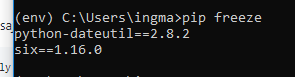 (env) C:\Users\ingma>pip freeze
python-dateutil==2.8.2
six==1.16.0